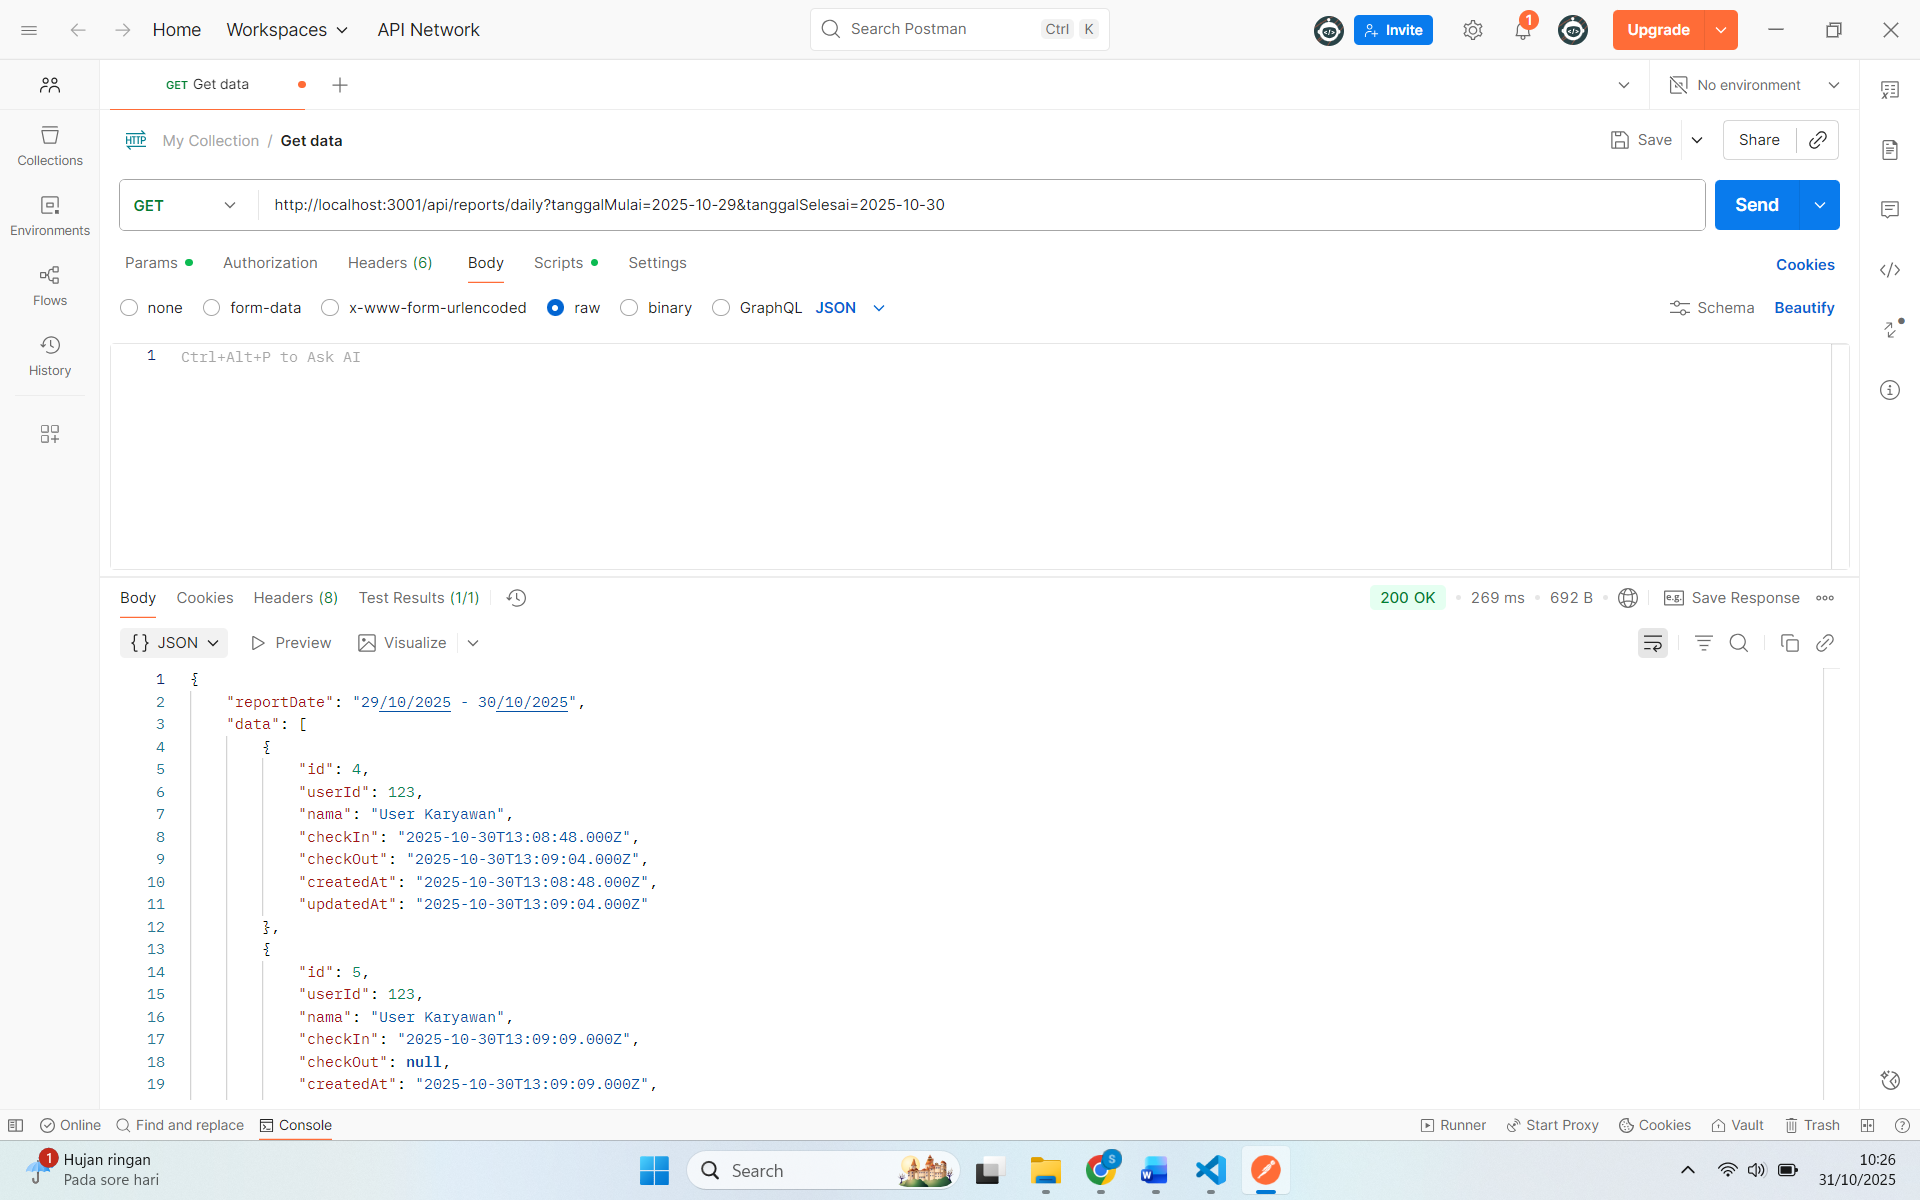 Home
Workspaces
API Network
Search Postman
Ctrl
K
Invite
1
Upgrade
GET Get data
No environment
HTTP
My Collection / Get data
Save
Share
Collections
Environments
Flows
History
GET
http://localhost:3001/api/reports/daily?tanggalMulai=2025-10-29&tanggalSelesai=2025-10-30
Send
Params
Authorization
Headers (6)
Body
Scripts
Settings
Cookies
none
form-data
x-www-form-urlencoded
raw
binary
GraphQL
JSON
Schema
Beautify
1 Ctrl+Alt+P to Ask AI
Body
Cookies
Headers (8)
Test Results (1/1)
200 OK
269 ms
692 B
e.g. Save Response
{} JSON
Preview
Visualize
1 {
2 "reportDate": "29/10/2025 - 30/10/2025",
3 "data": [
4 {
5 "id": 4,
6 "userId": 123,
7 "nama": "User Karyawan",
8 "checkIn": "2025-10-30T13:08:48.000Z",
9 "checkOut": "2025-10-30T13:09:04.000Z",
10 "createdAt": "2025-10-30T13:08:48.000Z",
11 "updatedAt": "2025-10-30T13:09:04.000Z"
12 },
13 {
14 "id": 5,
15 "userId": 123,
16 "nama": "User Karyawan",
17 "checkIn": "2025-10-30T13:09:09.000Z",
18 "checkOut": null,
19 "createdAt": "2025-10-30T13:09:09.000Z",
Online
Find and replace
Console
Runner
Start Proxy
Cookies
Vault
Trash
1
Hujan ringan
Pada sore hari
Search
S
W
10:26
31/10/2025